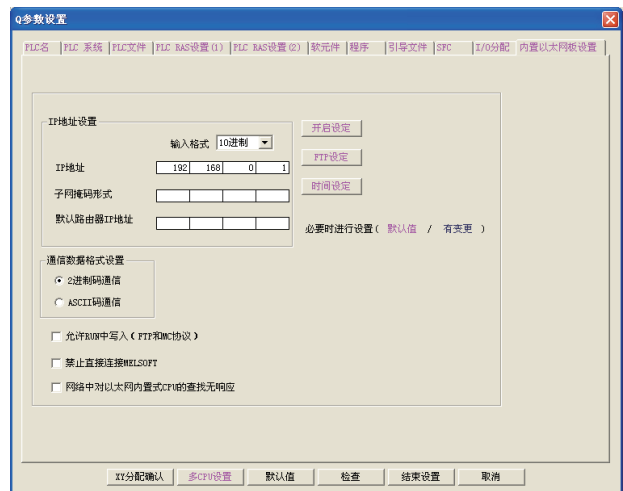 Q参数设置
PLC名 PLC 系统 PLC文件 PLC RAS设置(1) PLC RAS设置(2) 软元件 程序 引导文件 SFC I/O分配 内置以太网板设置
IP地址设置
输入格式 10进制
IP地址 192 168 0 1
子网掩码形式
默认路由器IP地址
开启设定
FTP设定
时间设定
必要时进行设置( 默认值 / 有变更 )
通信数据格式设置
2进制码通信
ASCII码通信
允许RUN中写入(FTP和MC协议)
禁止直接连接MELSOFT
网络中对以太网内置式CPU的查找无响应
XY分配确认 多CPU设置 默认值 检查 结束设置 取消